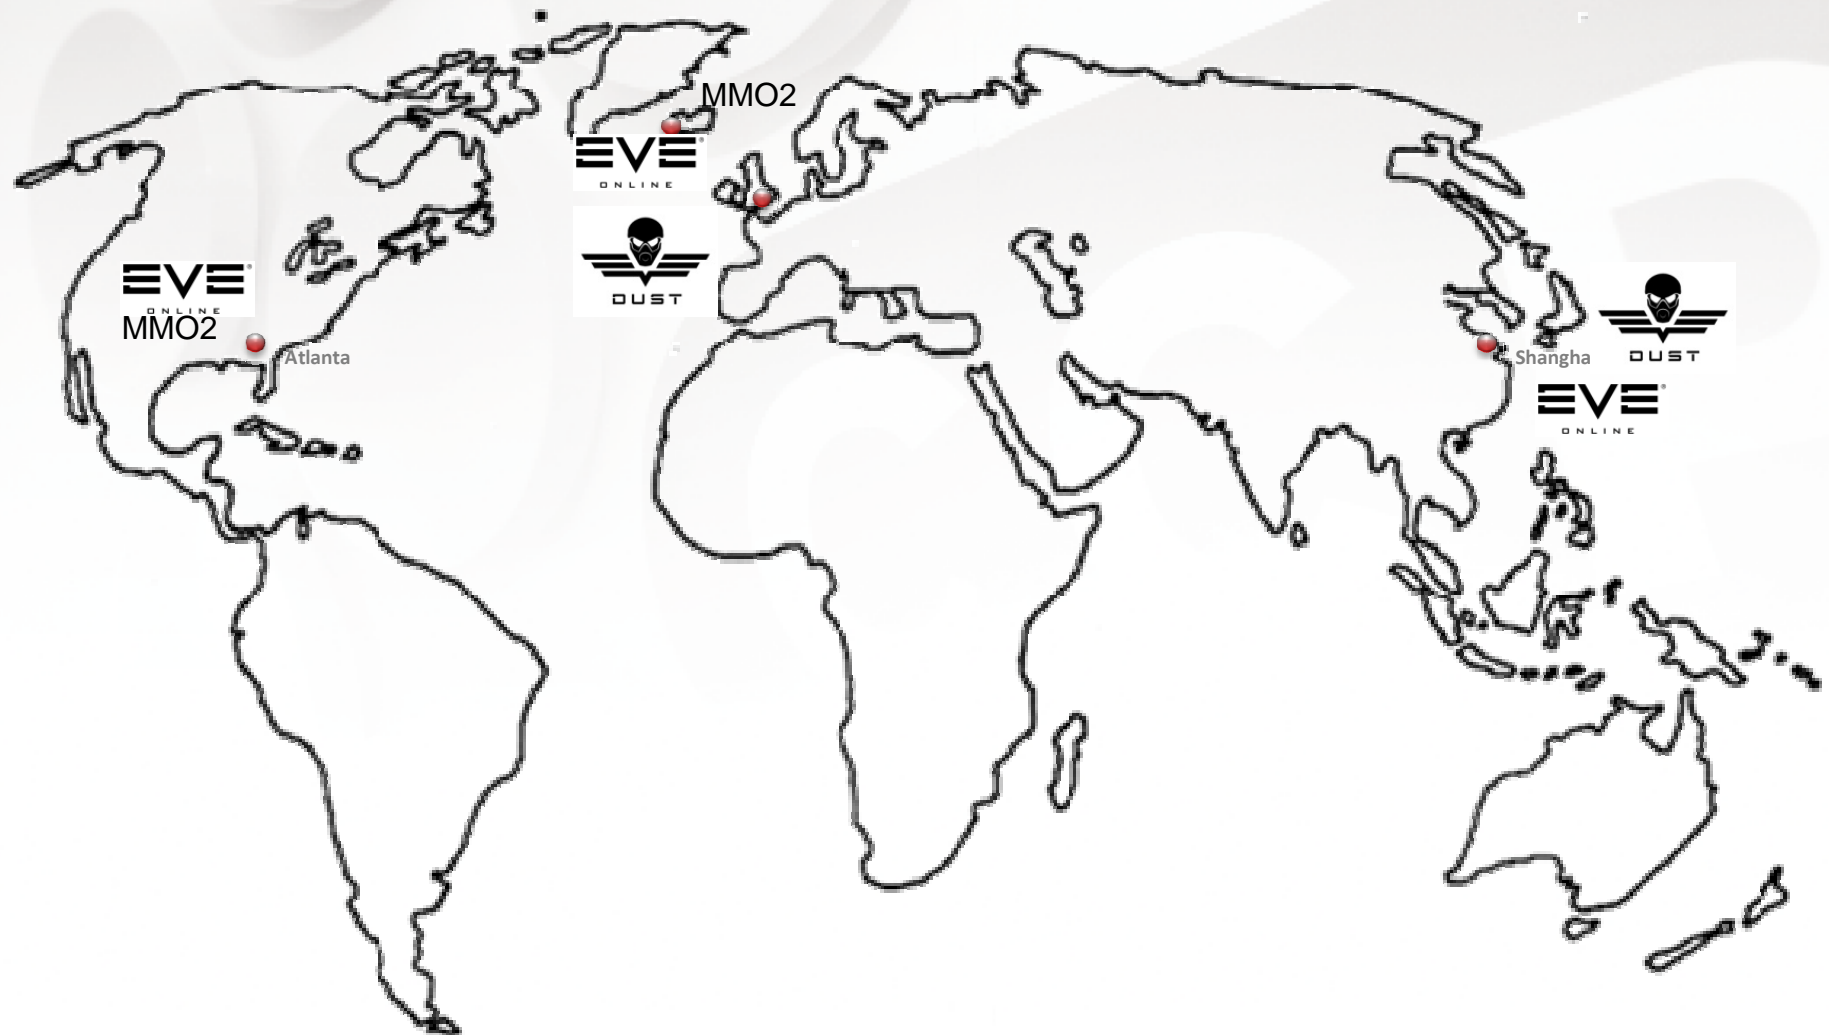 MMO2
EVE
ONLINE
DUST
EVE
ONLINE
MMO2
Atlanta
DUST
Shangha
EVE
ONLINE